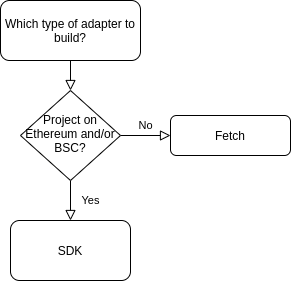 Which type of adapter to
build?
Project on
Ethereum and/or
BSC?
No
Fetch
Yes
SDK